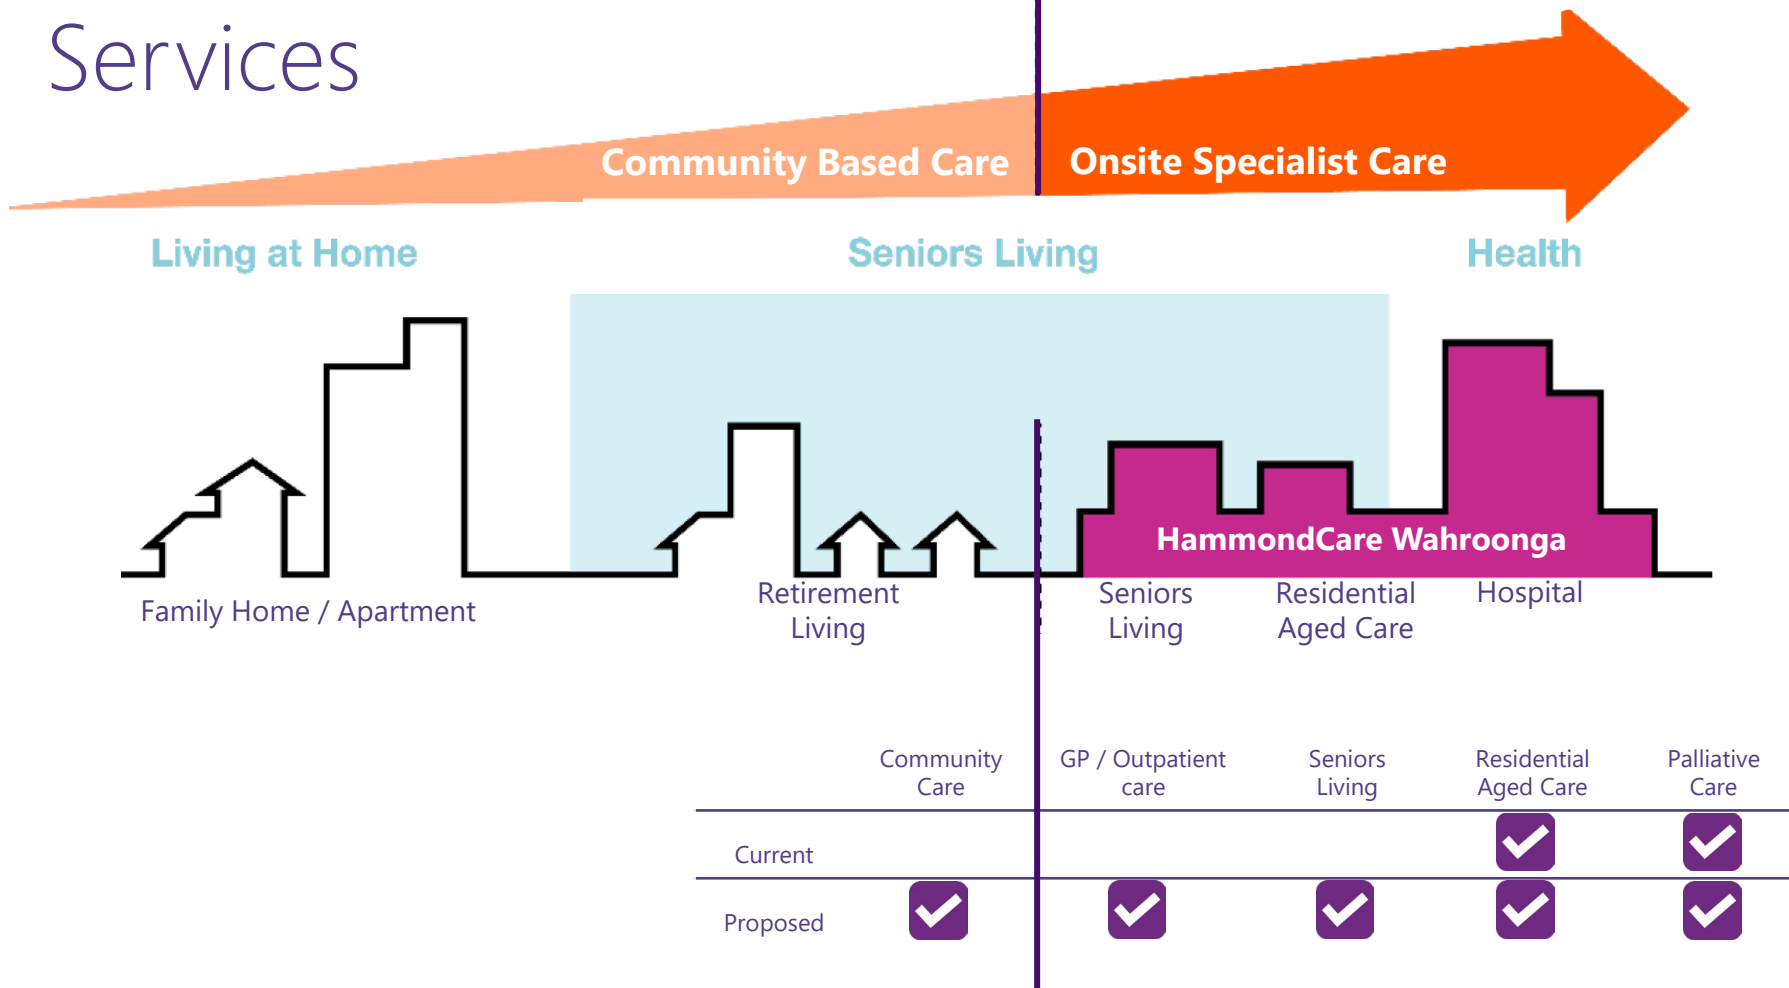 Services
Community Based Care
Onsite Specialist Care
Living at Home
Seniors Living
Health
HammondCare Wahroonga
Family Home / Apartment
Retirement
Living
Seniors
Living
Residential
Aged Care
Hospital
Community
Care
GP / Outpatient
care
Seniors
Living
Residential
Aged Care
Palliative
Care
Current
Proposed